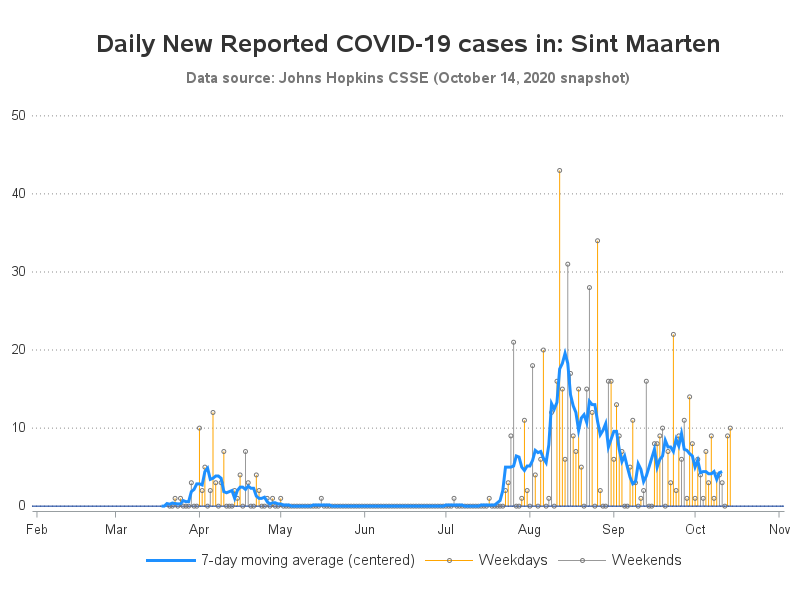 Daily New Reported COVID-19 cases in: Sint Maarten
Data source: Johns Hopkins CSSE (October 14, 2020 snapshot)
50
40
30
20
10
0
Feb Mar Apr May Jun Jul Aug Sep Oct Nov
7-day moving average (centered) Weekdays Weekends